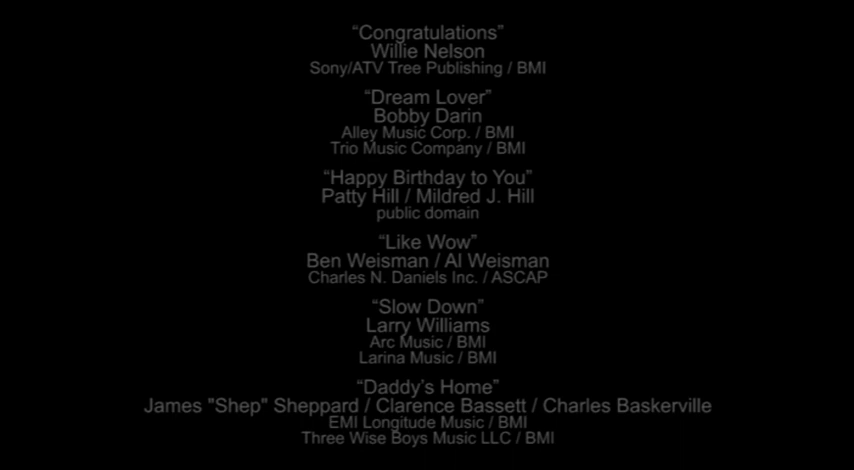 “Congratulations”
Willie Nelson
Sony/ATV Tree Publishing / BMI
“Dream Lover”
Bobby Darin
Alley Music Corp. / BMI
Trio Music Company / BMI
“Happy Birthday to You”
Patty Hill / Mildred J. Hill
public domain
“Like Wow”
Ben Weisman / Al Weisman
Charles N. Daniels Inc. / ASCAP
“Slow Down”
Larry Williams
Arc Music / BMI
Larina Music / BMI
“Daddy’s Home”
James "Shep" Sheppard / Clarence Bassett / Charles Baskerville
EMI Longitude Music / BMI
Three Wise Boys Music LLC / BMI